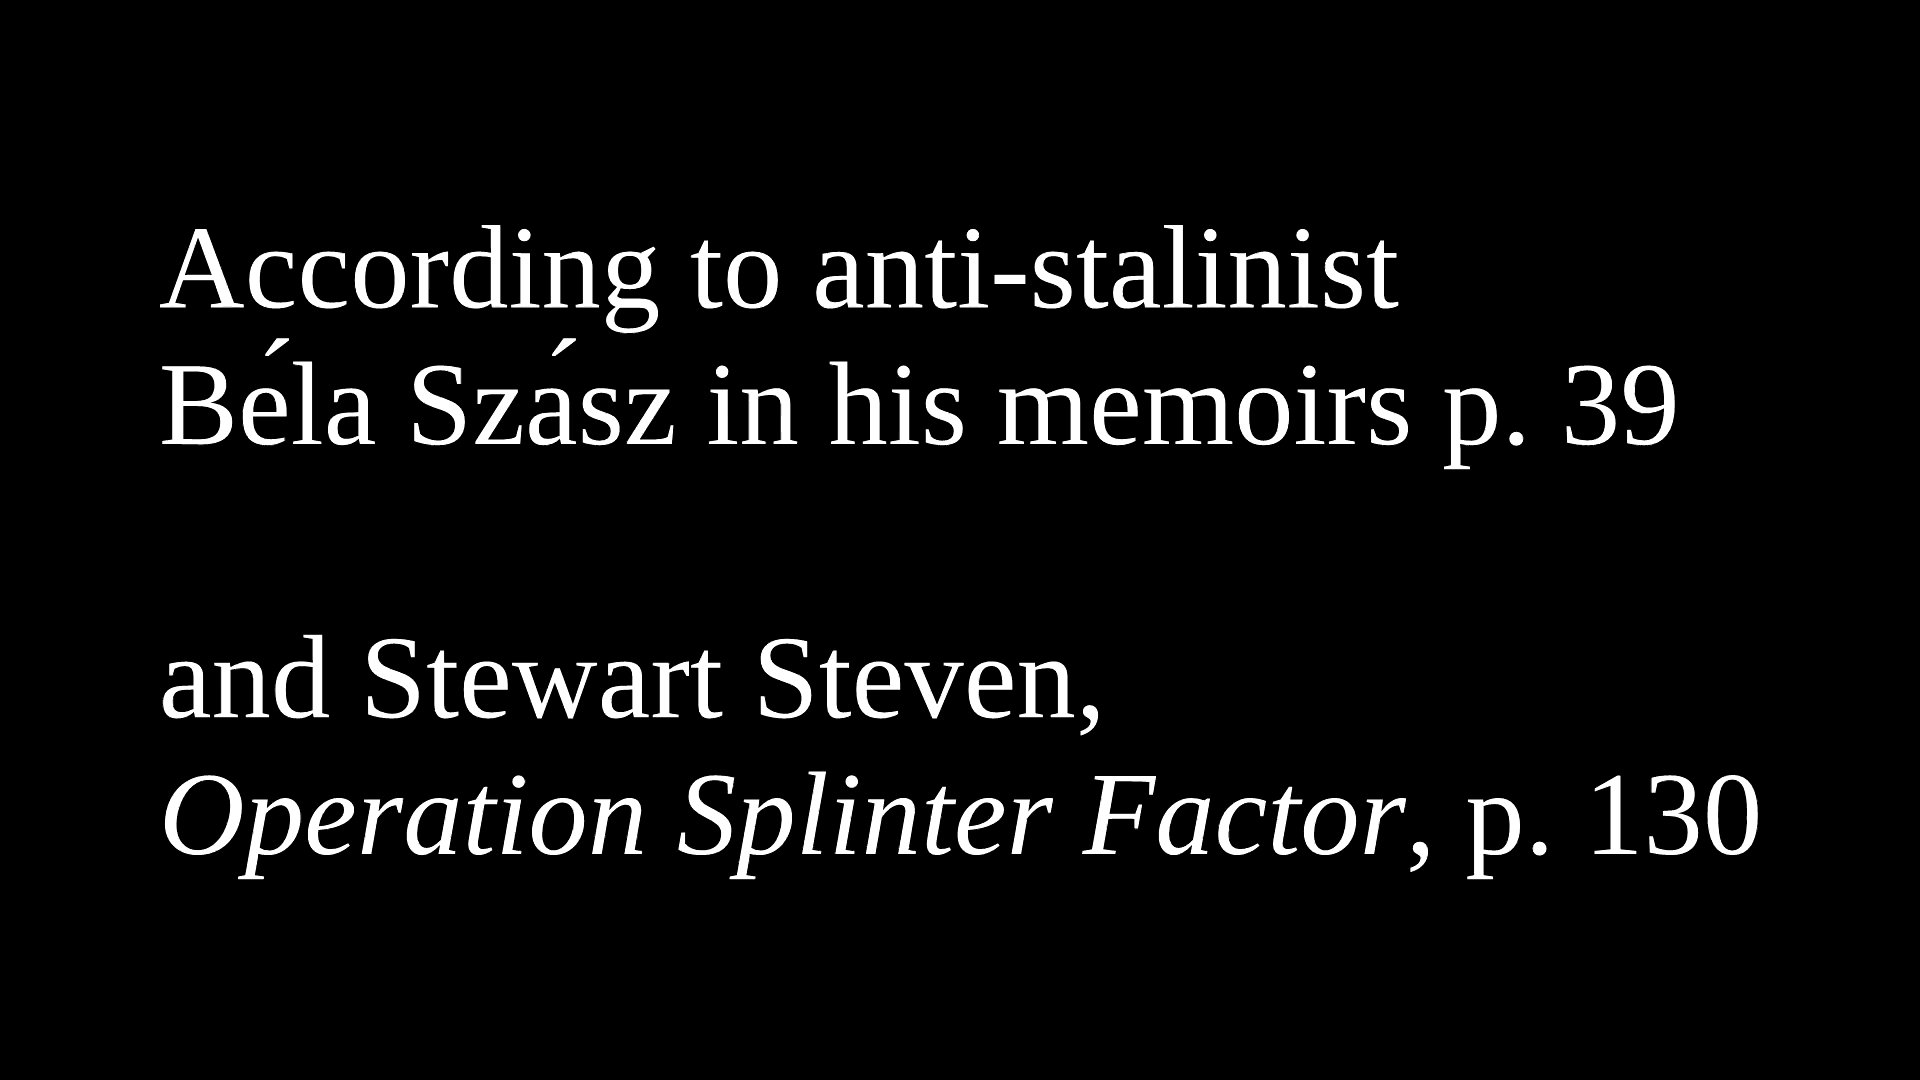 According to anti-stalinist
Béla Szász in his memoirs p. 39
and Stewart Steven,
Operation Splinter Factor, p. 130